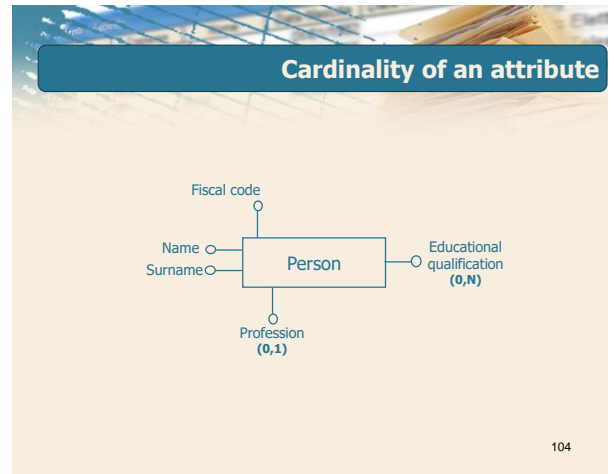 Cardinality of an attribute
Fiscal code
Name
Surname
Person
Educational
qualification
(0,N)
Profession
(0,1)
104